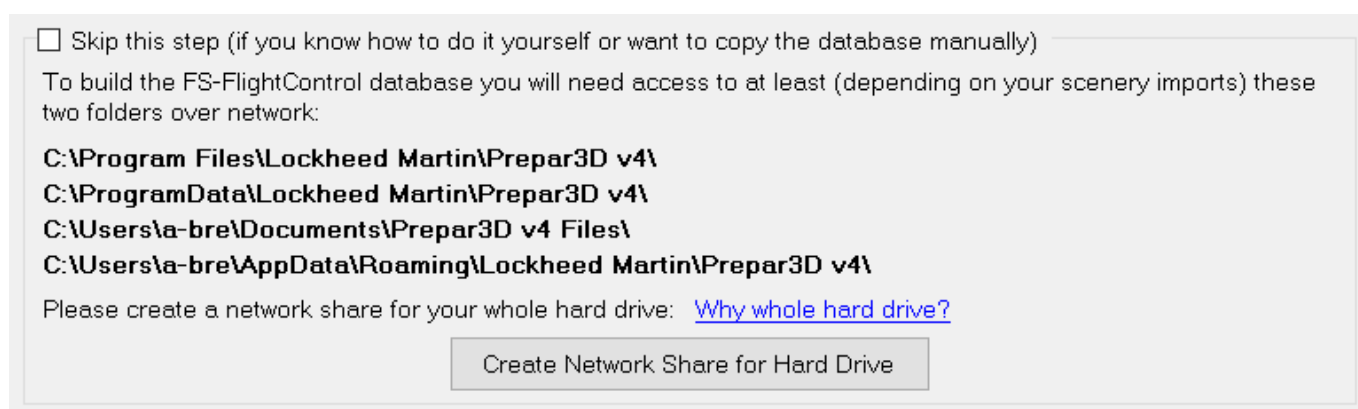 Skip this step (if you know how to do it yourself or want to copy the database manually)
To build the FS-FlightControl database you will need access to at least (depending on your scenery imports) these
two folders over network:
C:\Program Files\Lockheed Martin\Prepar3D v4\
C:\ProgramData\Lockheed Martin\Prepar3D v4\
C:\Users\a-bre\Documents\Prepar3D v4 Files\
C:\Users\a-bre\AppData\Roaming\Lockheed Martin\Prepar3D v4\
Please create a network share for your whole hard drive: Why whole hard drive?
Create Network Share for Hard Drive